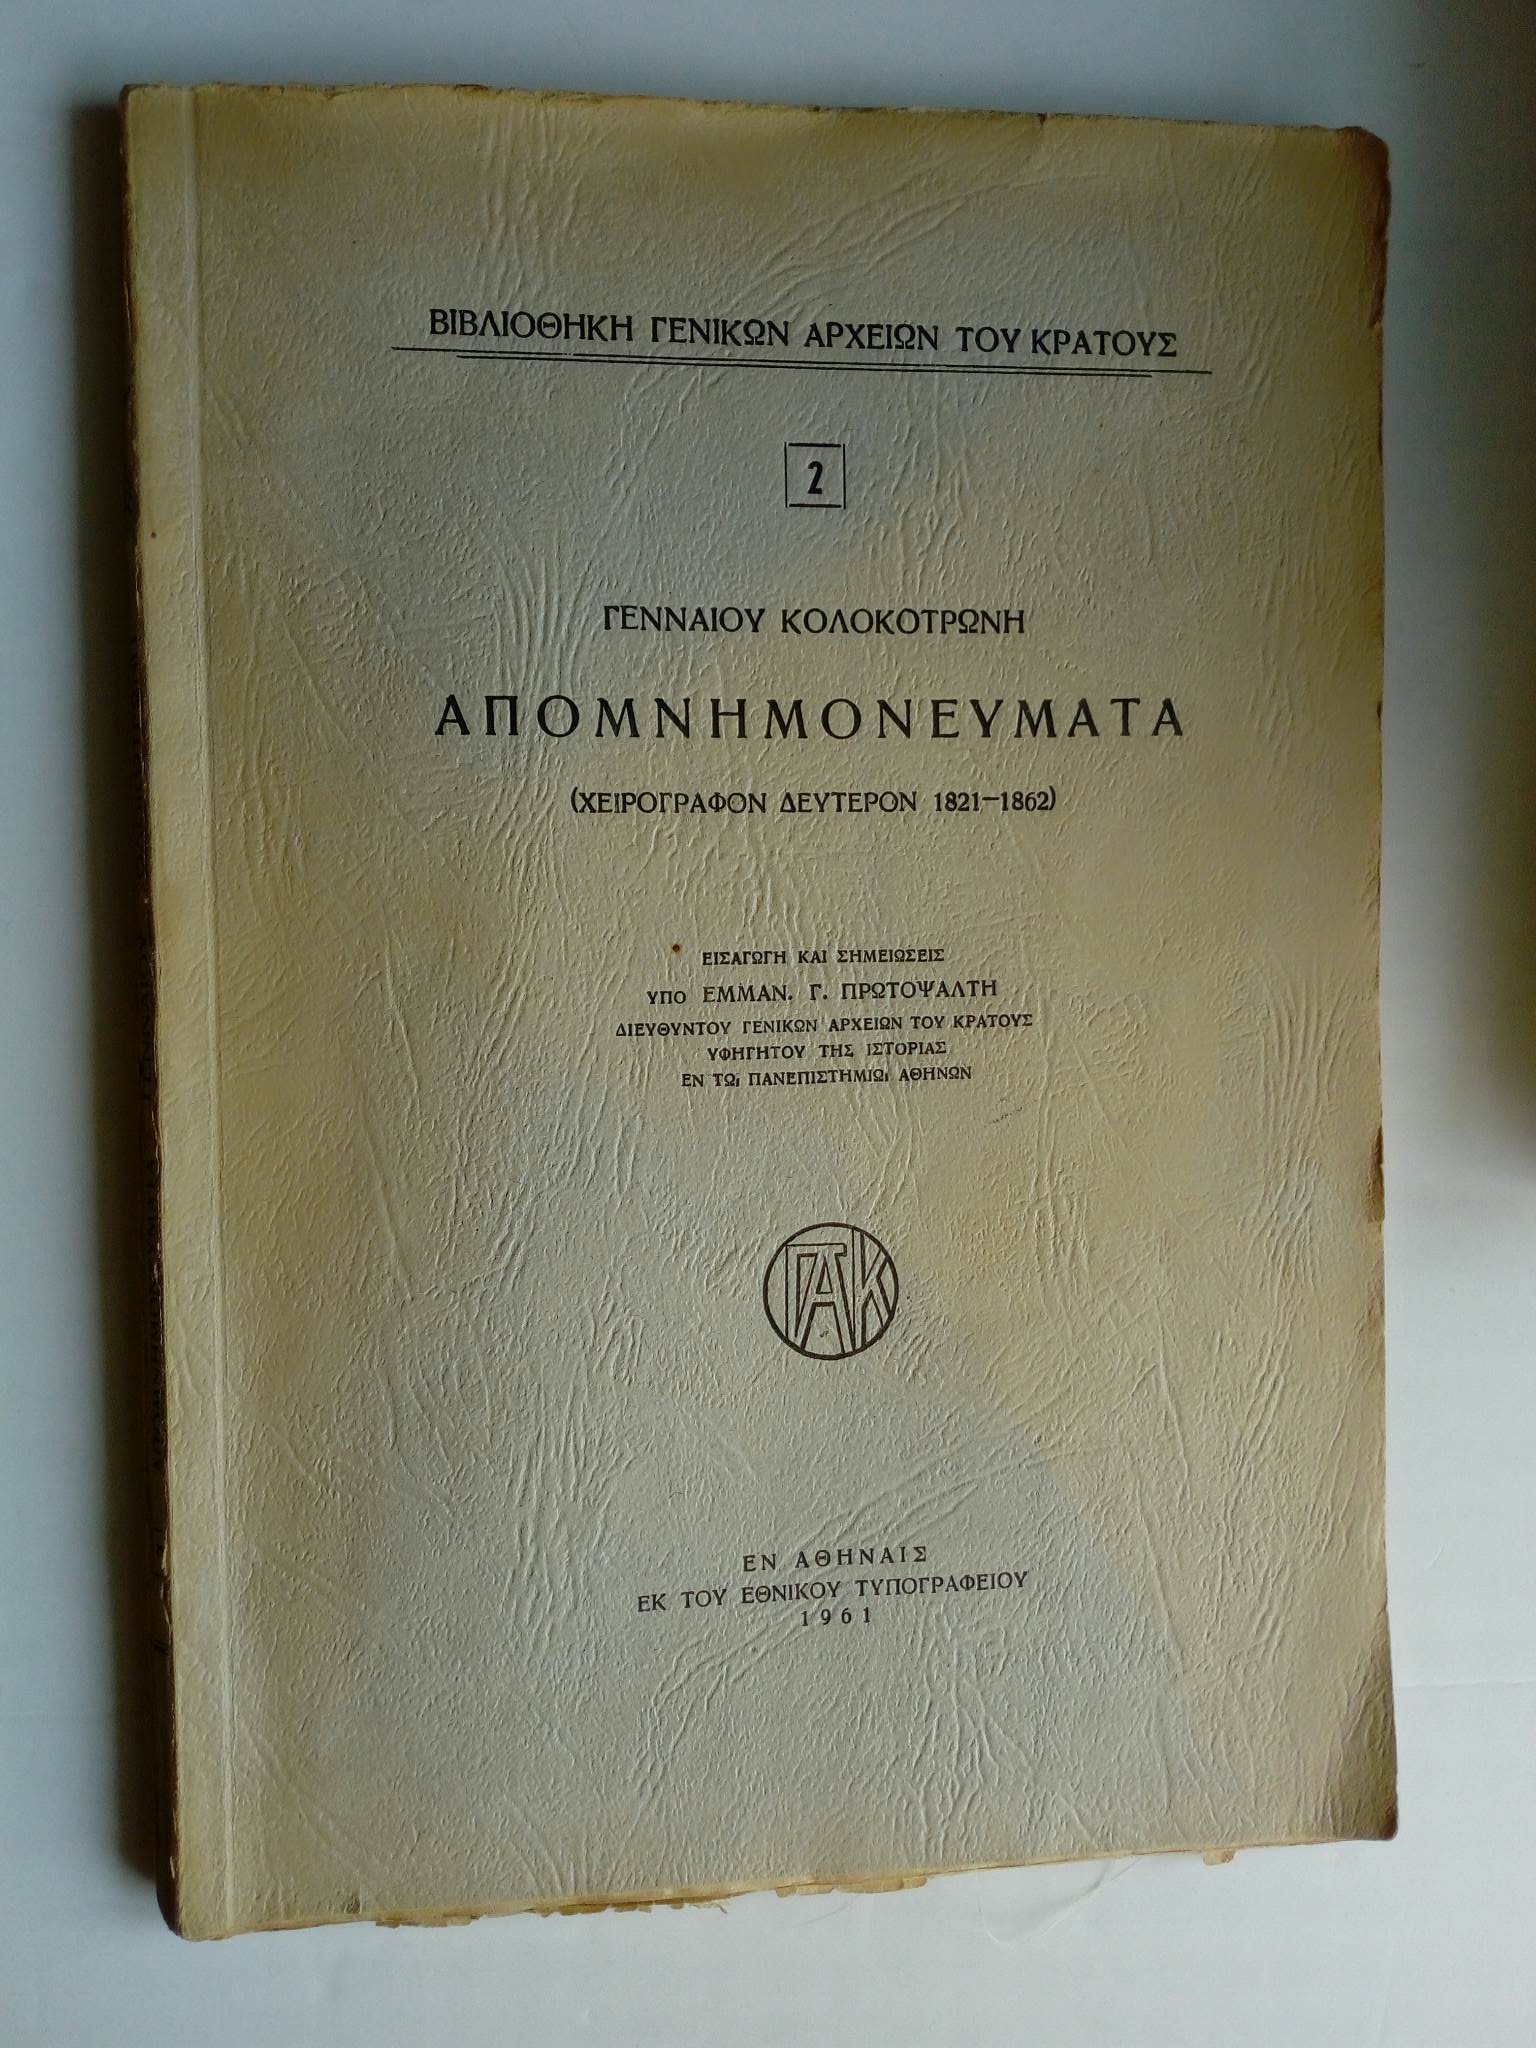 ΒΙΒΛΙΟΘΗΚΗ ΓΕΝΙΚΩΝ ΑΡΧΕΙΩΝ ΤΟΥ ΚΡΑΤΟΥΣ
2
ΓΕΝΝΑΙΟΥ ΚΟΛΟΚΟΤΡΩΝΗ
ΑΠΟΜΝΗΜΟΝΕΥΜΑΤΑ
(ΧΕΙΡΟΓΡΑΦΟΝ ΔΕΥΤΕΡΟΝ 1821–1862)
ΕΙΣΑΓΩΓΗ ΚΑΙ ΣΗΜΕΙΩΣΕΙΣ
ΥΠΟ ΕΜΜΑΝ. Γ. ΠΡΩΤΟΨΑΛΤΗ
ΔΙΕΥΘΥΝΤΟΥ ΓΕΝΙΚΩΝ ΑΡΧΕΙΩΝ ΤΟΥ ΚΡΑΤΟΥΣ
ΥΦΗΓΗΤΟΥ ΤΗΣ ΙΣΤΟΡΙΑΣ
ΕΝ ΤΩι ΠΑΝΕΠΙΣΤΗΜΙΩι ΑΘΗΝΩΝ
ΓΑΚ
ΕΝ ΑΘΗΝΑΙΣ
ΕΚ ΤΟΥ ΕΘΝΙΚΟΥ ΤΥΠΟΓΡΑΦΕΙΟΥ
1961